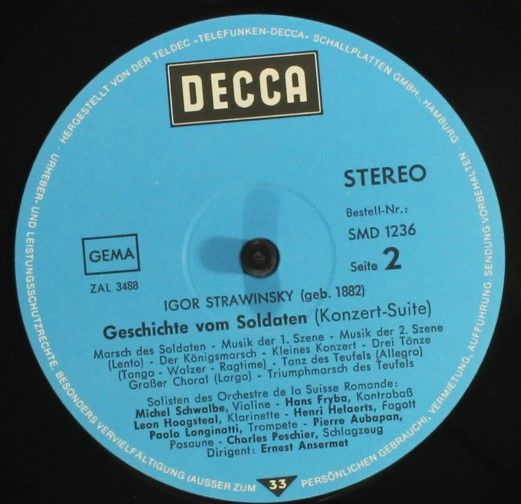 HERGESTELLT VON DER TELDEC »TELEFUNKEN-DECCA« SCHALLPLATTEN GMBH., HAMBURG
DECCA
STEREO
Bestell-Nr.:
SMD 1236
GEMA
Seite 2
ZAL 3488
IGOR STRAWINSKY (geb. 1882)
Geschichte vom Soldaten (Konzert-Suite)
Marsch des Soldaten - Musik der 1. Szene - Musik der 2. Szene
(Lento) - Der Königsmarsch - Kleines Konzert - Drei Tänze
(Tango - Walzer - Ragtime) - Tanz des Teufels (Allegro)
Großer Choral (Largo) - Triumphmarsch des Teufels
Solisten des Orchestre de la Suisse Romande:
Michel Schwalbe, Violine - Hans Fryba, Kontrabaß
Leon Hoogsteal, Klarinette - Henri Helaerts, Fagott
Paolo Longinotti, Trompete - Pierre Aubapan,
Posaune - Charles Peschier, Schlagzeug
Dirigent: Ernest Ansermet
33
URHEBER- UND LEISTUNGSSCHUTZRECHTE, BESONDERS VERVIELFÄLTIGUNG (AUSSER ZUM PERSÖNLICHEN GEBRAUCH), VERMIETUNG, AUFFÜHRUNG, SENDUNG VORBEHALTEN